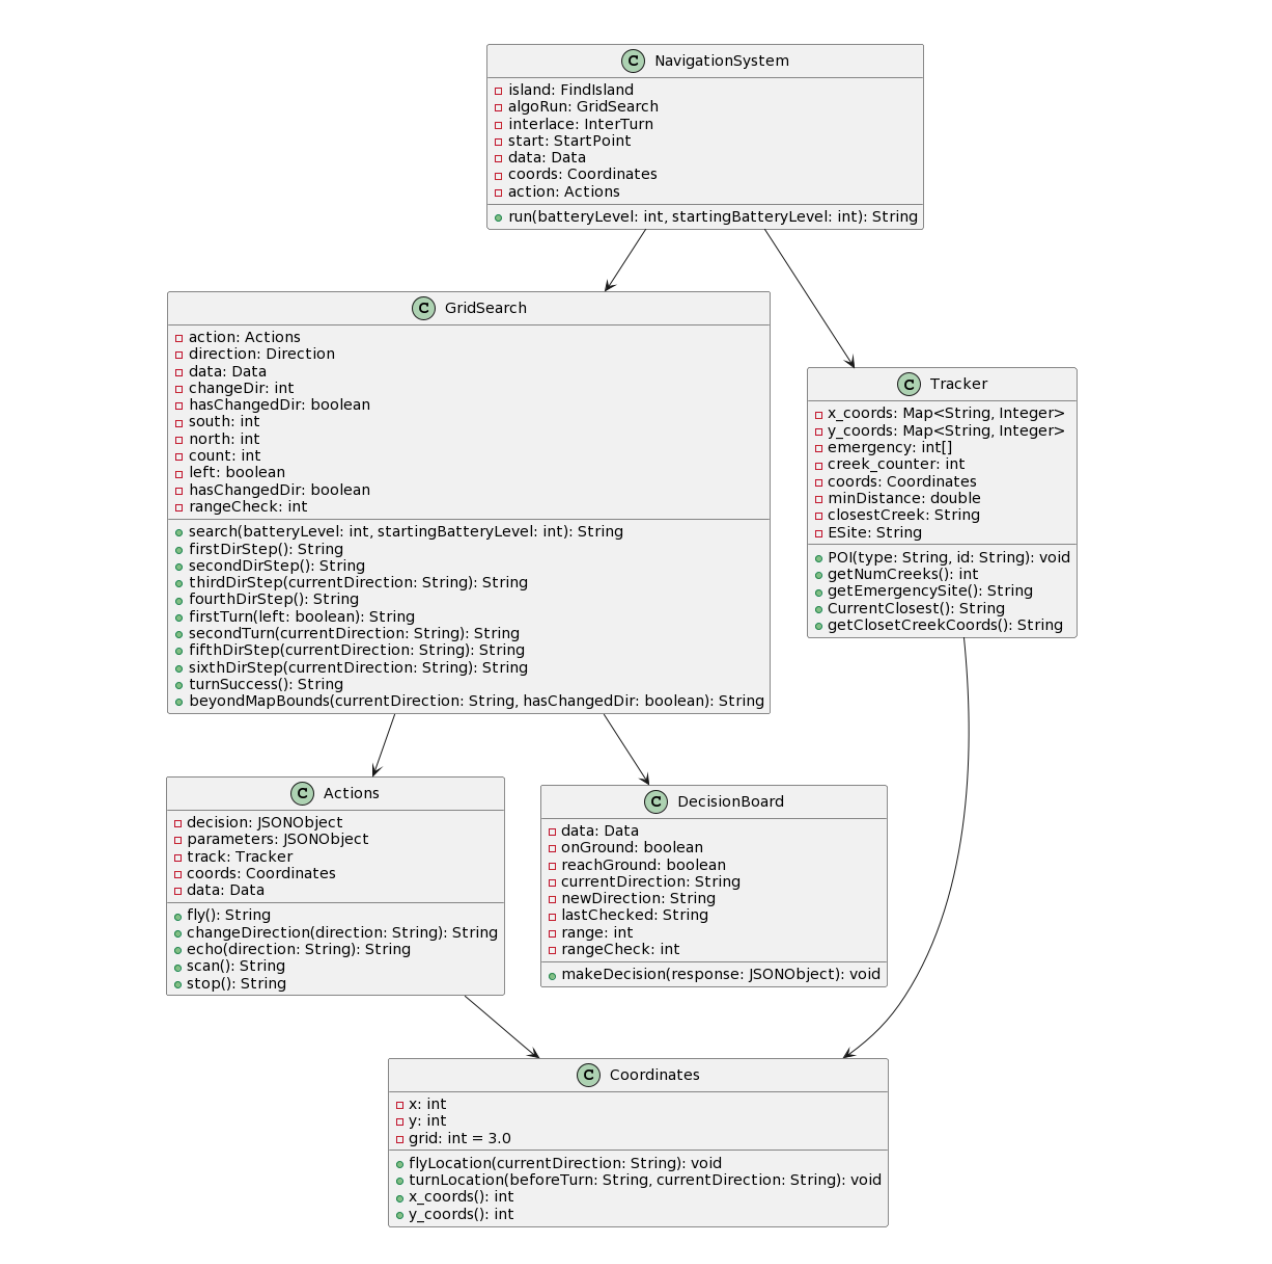 C NavigationSystem
island: FindIsland
algoRun: GridSearch
interlace: InterTurn
start: StartPoint
data: Data
coords: Coordinates
action: Actions
run(batteryLevel: int, startingBatteryLevel: int): String
C GridSearch
action: Actions
direction: Direction
data: Data
changeDir: int
hasChangedDir: boolean
south: int
north: int
count: int
left: boolean
hasChangedDir: boolean
rangeCheck: int
search(batteryLevel: int, startingBatteryLevel: int): String
firstDirStep(): String
secondDirStep(): String
thirdDirStep(currentDirection: String): String
fourthDirStep(): String
firstTurn(left: boolean): String
secondTurn(currentDirection: String): String
fifthDirStep(currentDirection: String): String
sixthDirStep(currentDirection: String): String
turnSuccess(): String
beyondMapBounds(currentDirection: String, hasChangedDir: boolean): String
C Tracker
x_coords: Map<String, Integer>
y_coords: Map<String, Integer>
emergency: int[]
creek_counter: int
coords: Coordinates
minDistance: double
closestCreek: String
ESite: String
POI(type: String, id: String): void
getNumCreeks(): int
getEmergencySite(): String
CurrentClosest(): String
getClosetCreekCoords(): String
C Actions
decision: JSONObject
parameters: JSONObject
track: Tracker
coords: Coordinates
data: Data
fly(): String
changeDirection(direction: String): String
echo(direction: String): String
scan(): String
stop(): String
C DecisionBoard
data: Data
onGround: boolean
reachGround: boolean
currentDirection: String
newDirection: String
lastChecked: String
range: int
rangeCheck: int
makeDecision(response: JSONObject): void
C Coordinates
x: int
y: int
grid: int = 3.0
flyLocation(currentDirection: String): void
turnLocation(beforeTurn: String, currentDirection: String): void
x_coords(): int
y_coords(): int